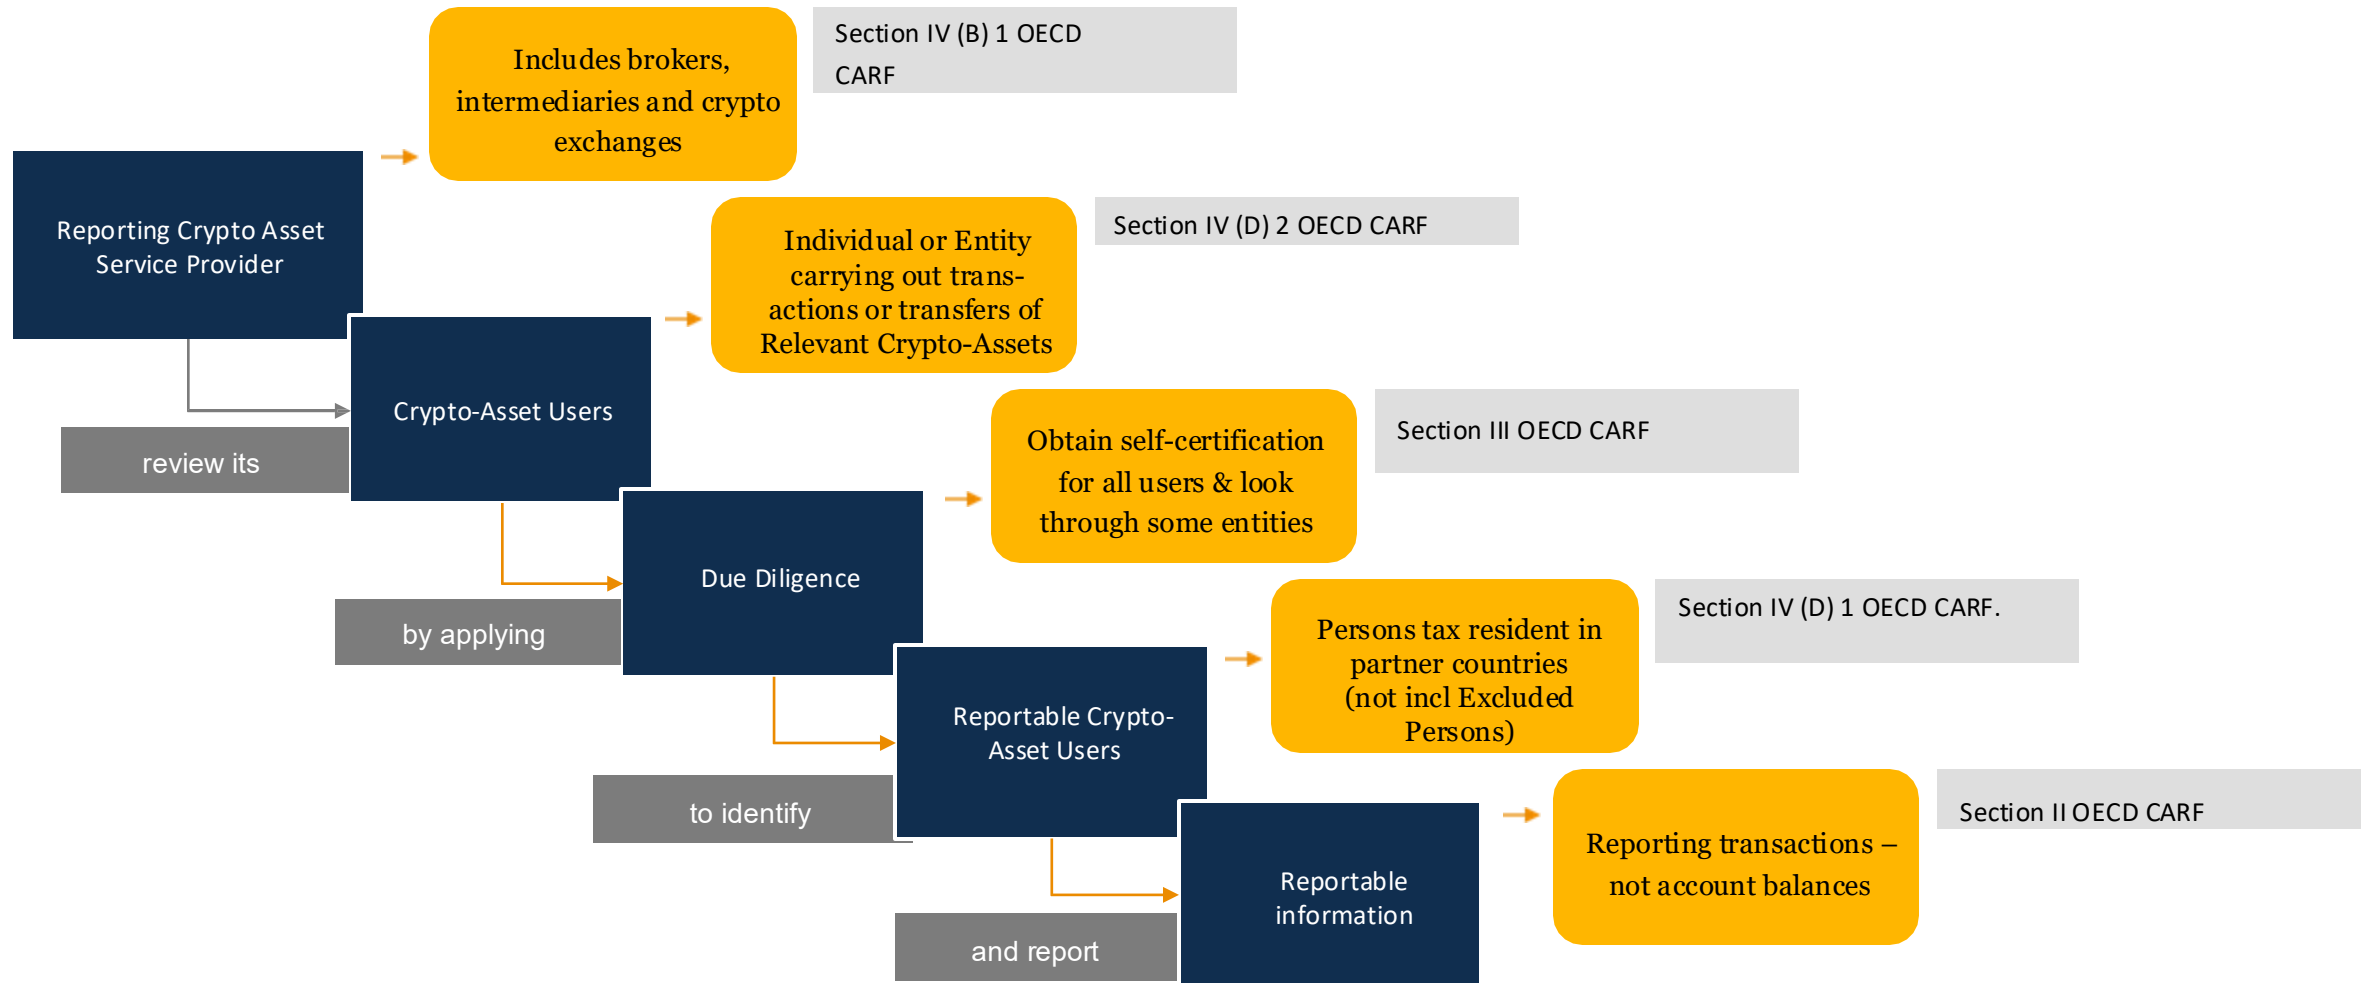 Includes brokers,
intermediaries and crypto
exchanges
Section IV (B) 1 OECD
CARF
Reporting Crypto Asset
Service Provider
Individual or Entity
carrying out trans-
actions or transfers of
Relevant Crypto-Assets
Section IV (D) 2 OECD CARF
review its
Crypto-Asset Users
Obtain self-certification
for all users & look
through some entities
Section III OECD CARF
by applying
Due Diligence
Persons tax resident in
partner countries
(not incl Excluded
Persons)
Section IV (D) 1 OECD CARF.
to identify
Reportable Crypto-
Asset Users
Reporting transactions –
not account balances
Section II OECD CARF
and report
Reportable
information